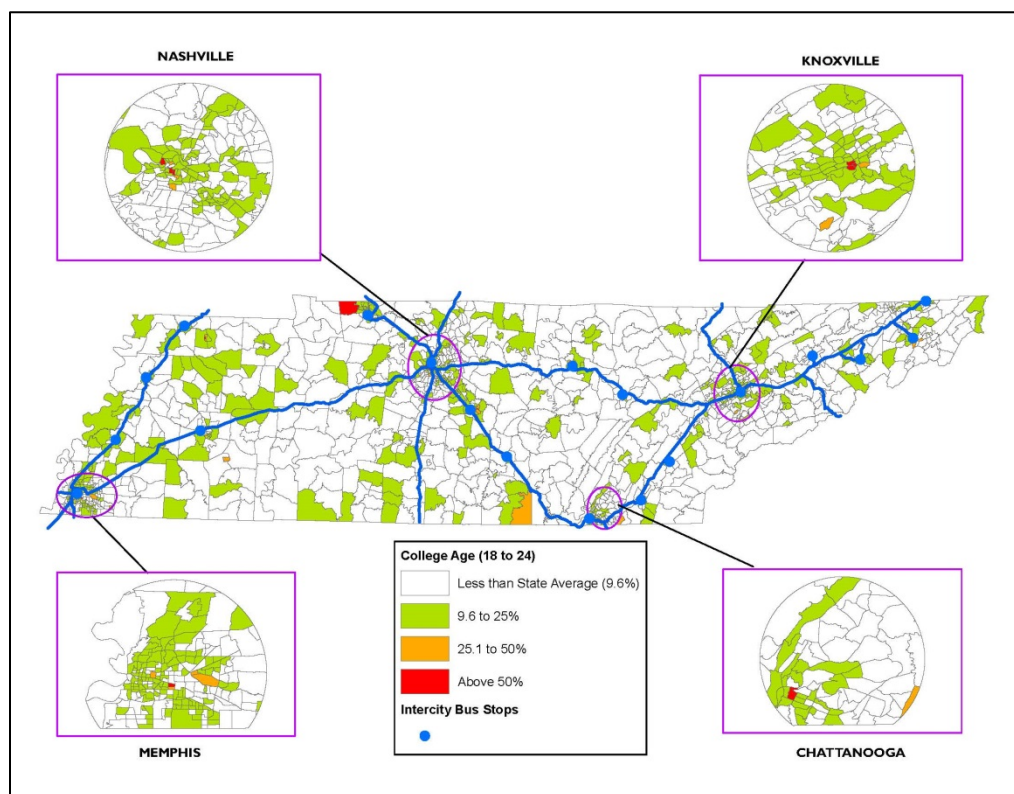 NASHVILLE
KNOXVILLE
College Age (18 to 24)
Less than State Average (9.6%)
9.6 to 25%
25.1 to 50%
Above 50%
Intercity Bus Stops
MEMPHIS
CHATTANOOGA